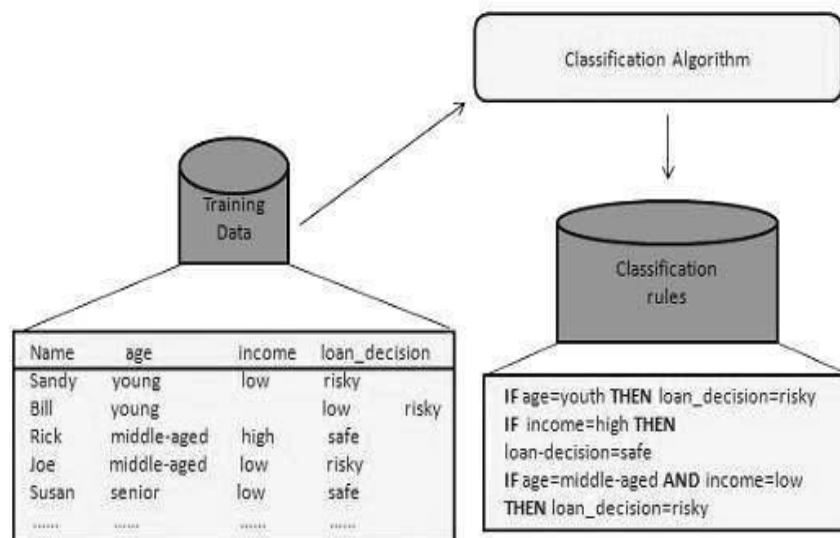 Classification Algorithm
Training
Data
Classification
rules
Name age income loan_decision
Sandy young low risky
Bill young low risky
Rick middle-aged high safe
Joe middle-aged low risky
Susan senior low safe
...... ...... ...... ......
IF age=youth THEN loan_decision=risky
IF income=high THEN
loan-decision=safe
IF age=middle-aged AND income=low
THEN loan_decision=risky